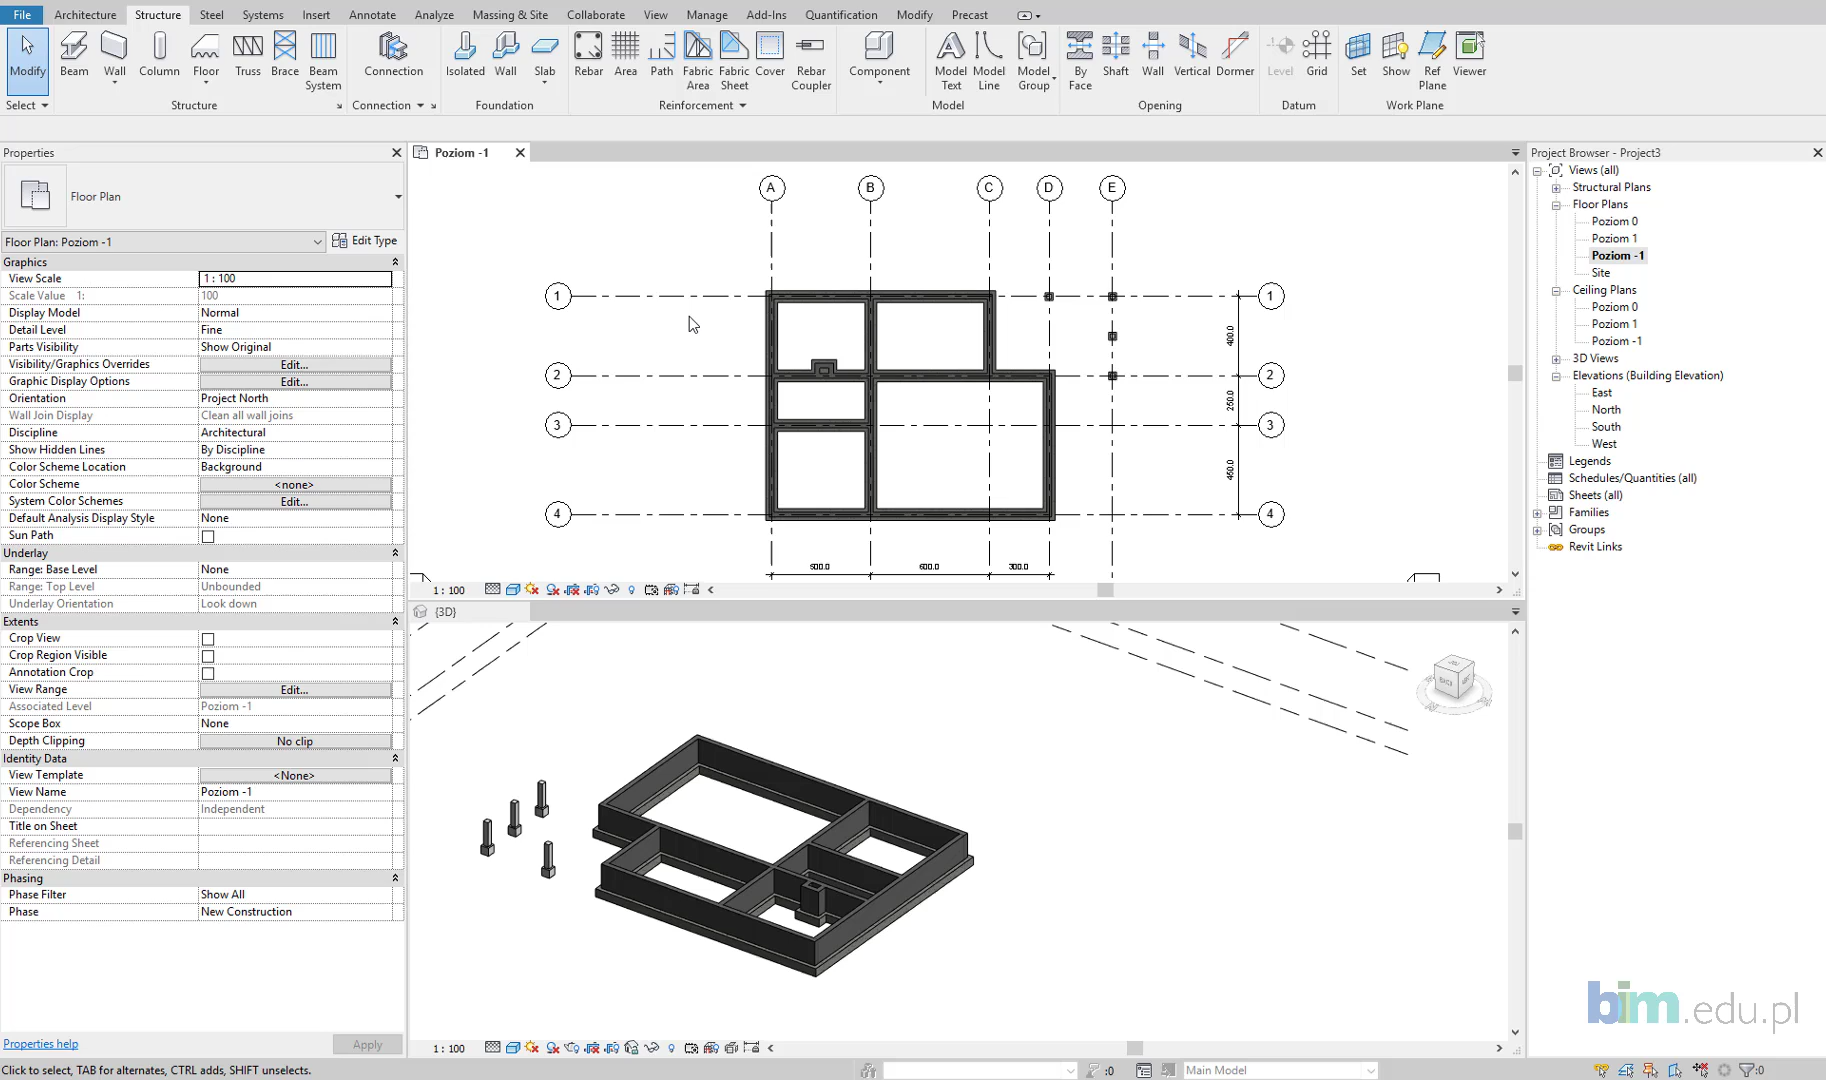 File Architecture Structure Steel Systems Insert Annotate Analyze Massing & Site Collaborate View Manage Add-Ins Quantification Modify Precast
Modify Beam Wall Column Floor Truss Brace Beam System Connection Isolated Wall Slab Rebar Area Path Fabric Area Fabric Sheet Cover Rebar Coupler Component Model Text Model Line Model Group By Face Shaft Wall Vertical Dormer Level Grid Set Show Ref Plane Viewer
Select Structure Connection Foundation Reinforcement Model Opening Datum Work Plane
Properties
Floor Plan
Floor Plan: Poziom -1 Edit Type
Graphics
View Scale 1 : 100
Scale Value 1: 100
Display Model Normal
Detail Level Fine
Parts Visibility Show Original
Visibility/Graphics Overrides Edit...
Graphic Display Options Edit...
Orientation Project North
Wall Join Display Clean all wall joins
Discipline Architectural
Show Hidden Lines By Discipline
Color Scheme Location Background
Color Scheme <none>
System Color Schemes Edit...
Default Analysis Display Style None
Sun Path
Underlay
Range: Base Level None
Range: Top Level Unbounded
Underlay Orientation Look down
Extents
Crop View
Crop Region Visible
Annotation Crop
View Range Edit...
Associated Level Poziom -1
Scope Box None
Depth Clipping No clip
Identity Data
View Template <None>
View Name Poziom -1
Dependency Independent
Title on Sheet
Referencing Sheet
Referencing Detail
Phasing
Phase Filter Show All
Phase New Construction
Properties help Apply
Poziom -1
A B C D E
1 1
400.0
2 2
250.0
3 3
450.0
4 4
500.0 600.0 300.0
1 : 100
{3D}
1 : 100
Project Browser - Project3
Views (all)
Structural Plans
Floor Plans
Poziom 0
Poziom 1
Poziom -1
Site
Ceiling Plans
Poziom 0
Poziom 1
Poziom -1
3D Views
Elevations (Building Elevation)
East
North
South
West
Legends
Schedules/Quantities (all)
Sheets (all)
Families
Groups
Revit Links
bim.edu.pl
Click to select, TAB for alternates, CTRL adds, SHIFT unselects. :0 Main Model :0